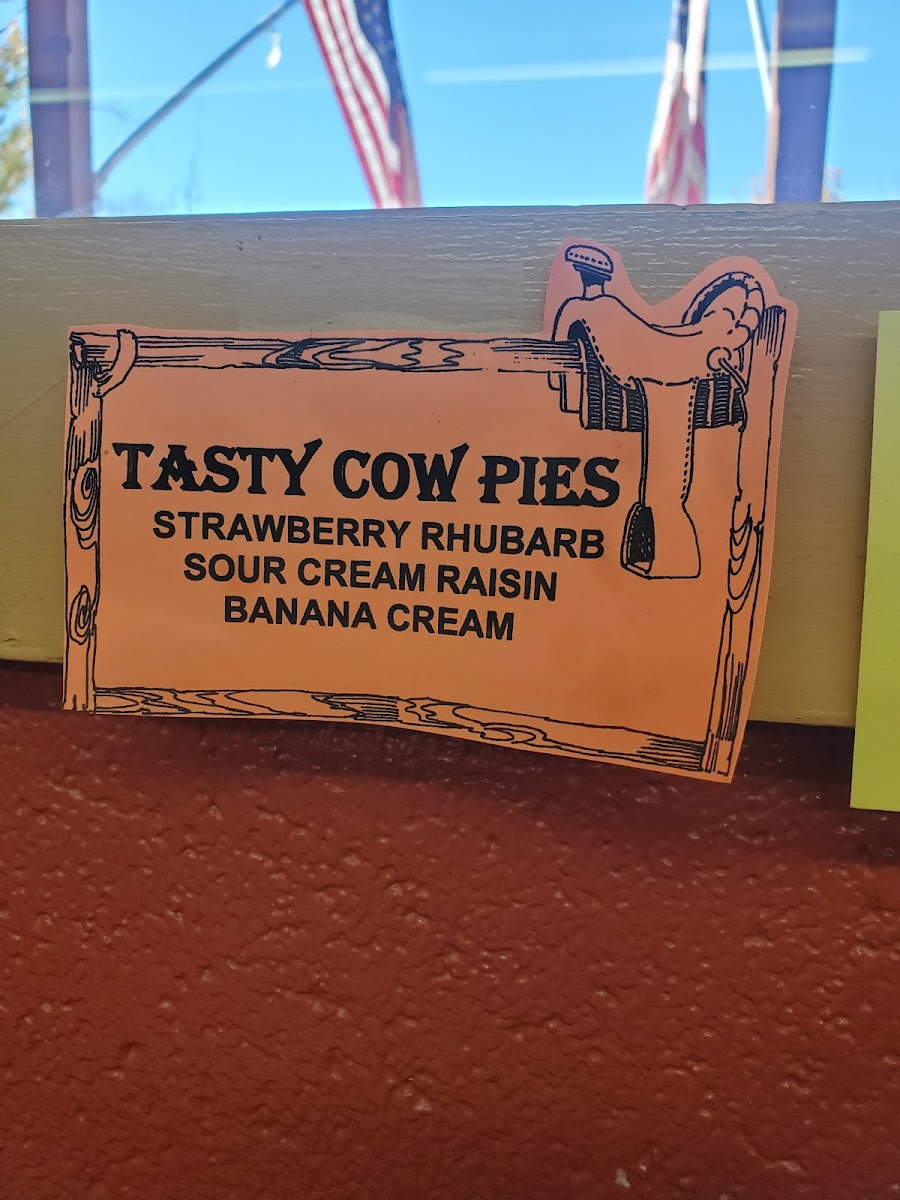 TASTY COW PIES
STRAWBERRY RHUBARB
SOUR CREAM RAISIN
BANANA CREAM